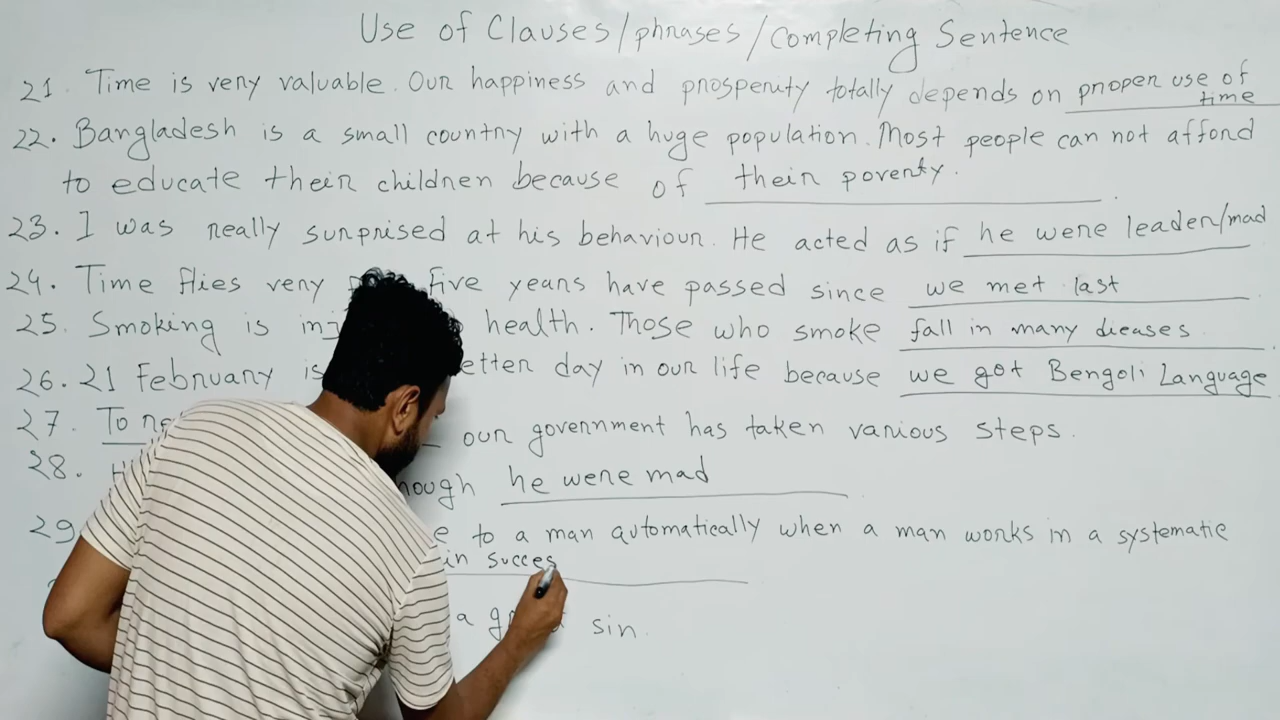 Use of Clauses/phrases/completing Sentence
21. Time is very valuable. Our happiness and prosperity totally depends on proper use of
time
22. Bangladesh is a small country with a huge population. Most people can not afford
to educate their children because of their poverty.
23. I was really surprised at his behaviour. He acted as if he were leader/mad
24. Time flies very Five years have passed since we met last
25. Smoking is health. Those who smoke fall in many dieases.
26. 21 February is day in our life because we got Bengoli Language
27. To our government has taken various steps.
28. he were mad
29 to a man automatically when a man works in a systematic
in succes
a sin.